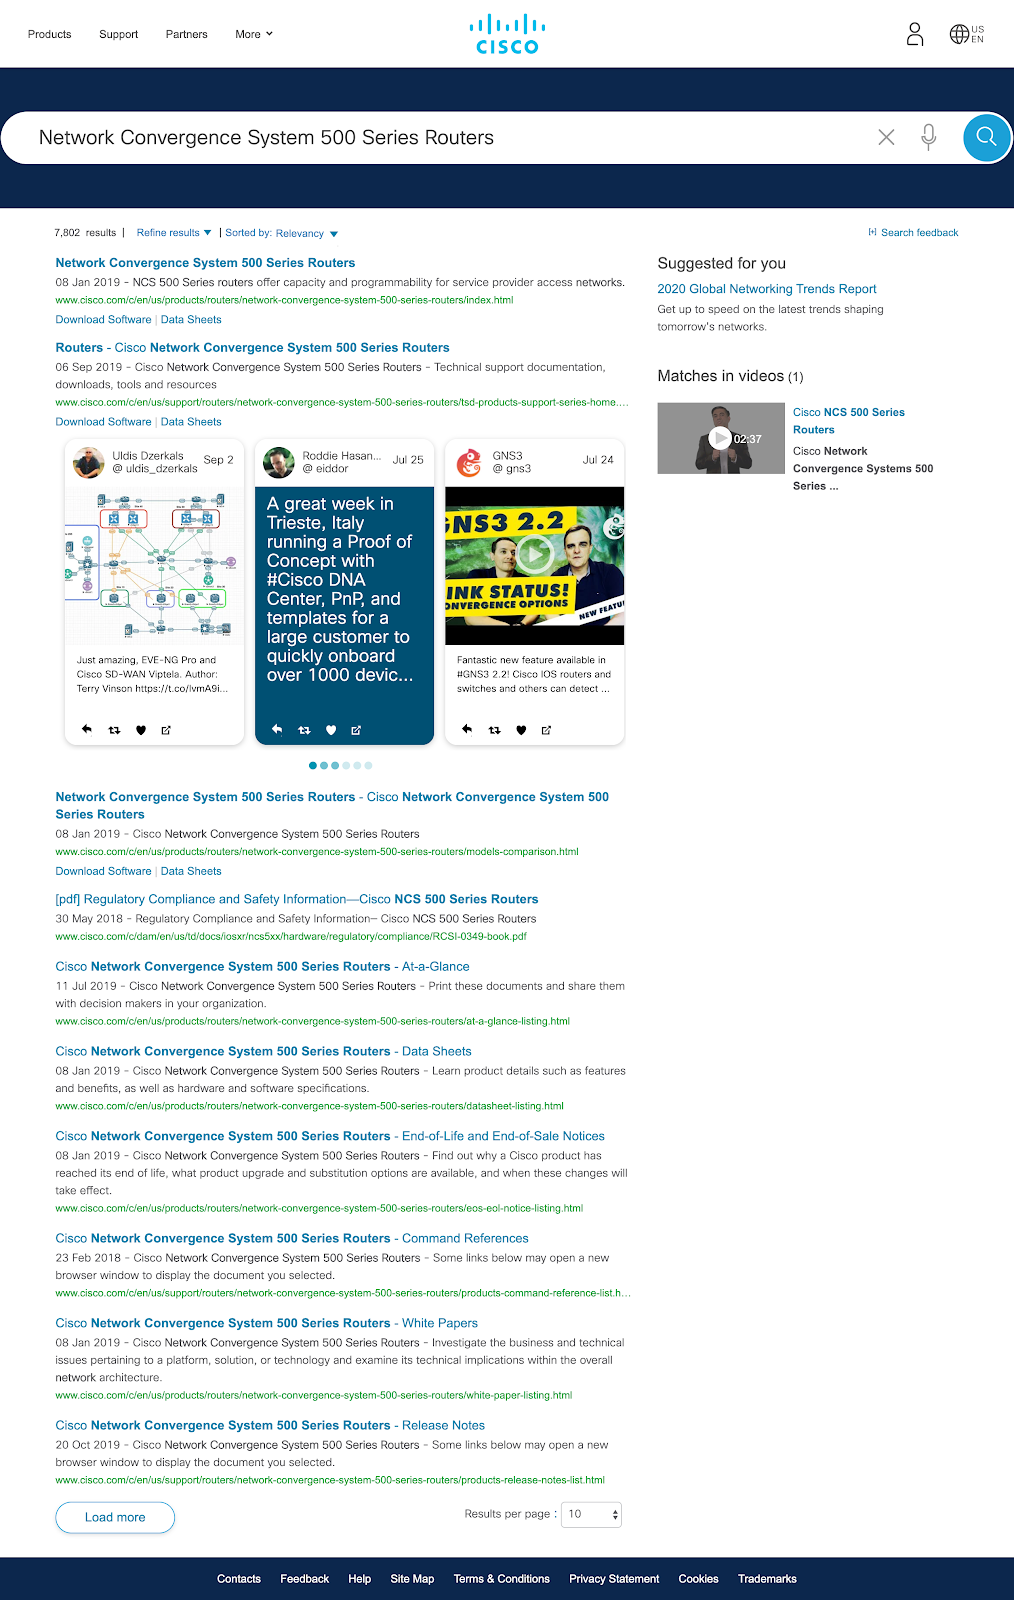 Products Support Partners More
CISCO
US
EN
Network Convergence System 500 Series Routers
7,802 results | Refine results | Sorted by: Relevancy
Search feedback
Network Convergence System 500 Series Routers
08 Jan 2019 - NCS 500 Series routers offer capacity and programmability for service provider access networks.
www.cisco.com/c/en/us/products/routers/network-convergence-system-500-series-routers/index.html
Download Software | Data Sheets
Routers - Cisco Network Convergence System 500 Series Routers
06 Sep 2019 - Cisco Network Convergence System 500 Series Routers - Technical support documentation,
downloads, tools and resources
www.cisco.com/c/en/us/support/routers/network-convergence-system-500-series-routers/tsd-products-support-series-home....
Download Software | Data Sheets
Uldis Dzerkals
@ uldis_dzerkals
Sep 2
Just amazing, EVE-NG Pro and
Cisco SD-WAN Viptela. Author:
Terry Vinson https://t.co/lvmA9i...
Roddie Hasan...
@ eiddor
Jul 25
A great week in
Trieste, Italy
running a Proof of
Concept with
#Cisco DNA
Center, PnP, and
templates for a
large customer to
quickly onboard
over 1000 devic...
GNS3
@ gns3
Jul 24
GNS3 2.2
INK STATUS!
ONVERGENCE OPTIONS
NEW FEATU
Fantastic new feature available in
#GNS3 2.2! Cisco IOS routers and
switches and others can detect ...
Network Convergence System 500 Series Routers - Cisco Network Convergence System 500
Series Routers
08 Jan 2019 - Cisco Network Convergence System 500 Series Routers
www.cisco.com/c/en/us/products/routers/network-convergence-system-500-series-routers/models-comparison.html
Download Software | Data Sheets
[pdf] Regulatory Compliance and Safety Information—Cisco NCS 500 Series Routers
30 May 2018 - Regulatory Compliance and Safety Information— Cisco NCS 500 Series Routers
www.cisco.com/c/dam/en/us/td/docs/iosxr/ncs5xx/hardware/regulatory/compliance/RCSI-0349-book.pdf
Cisco Network Convergence System 500 Series Routers - At-a-Glance
11 Jul 2019 - Cisco Network Convergence System 500 Series Routers - Print these documents and share them
with decision makers in your organization.
www.cisco.com/c/en/us/products/routers/network-convergence-system-500-series-routers/at-a-glance-listing.html
Cisco Network Convergence System 500 Series Routers - Data Sheets
08 Jan 2019 - Cisco Network Convergence System 500 Series Routers - Learn product details such as features
and benefits, as well as hardware and software specifications.
www.cisco.com/c/en/us/products/routers/network-convergence-system-500-series-routers/datasheet-listing.html
Cisco Network Convergence System 500 Series Routers - End-of-Life and End-of-Sale Notices
08 Jan 2019 - Cisco Network Convergence System 500 Series Routers - Find out why a Cisco product has
reached its end of life, what product upgrade and substitution options are available, and when these changes will
take effect.
www.cisco.com/c/en/us/products/routers/network-convergence-system-500-series-routers/eos-eol-notice-listing.html
Cisco Network Convergence System 500 Series Routers - Command References
23 Feb 2018 - Cisco Network Convergence System 500 Series Routers - Some links below may open a new
browser window to display the document you selected.
www.cisco.com/c/en/us/support/routers/network-convergence-system-500-series-routers/products-command-reference-list.h...
Cisco Network Convergence System 500 Series Routers - White Papers
08 Jan 2019 - Cisco Network Convergence System 500 Series Routers - Investigate the business and technical
issues pertaining to a platform, solution, or technology and examine its technical implications within the overall
network architecture.
www.cisco.com/c/en/us/products/routers/network-convergence-system-500-series-routers/white-paper-listing.html
Cisco Network Convergence System 500 Series Routers - Release Notes
20 Oct 2019 - Cisco Network Convergence System 500 Series Routers - Some links below may open a new
browser window to display the document you selected.
www.cisco.com/c/en/us/support/routers/network-convergence-system-500-series-routers/products-release-notes-list.html
Load more
Results per page : 10
Suggested for you
2020 Global Networking Trends Report
Get up to speed on the latest trends shaping
tomorrow's networks.
Matches in videos (1)
02:37
Cisco NCS 500 Series
Routers
Cisco Network
Convergence Systems 500
Series ...
Contacts Feedback Help Site Map Terms & Conditions Privacy Statement Cookies Trademarks